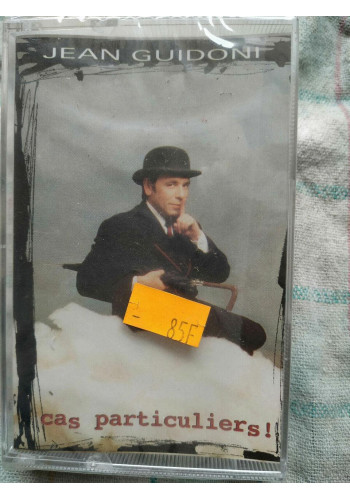 JEAN GUIDONI
85F
cas particuliers!